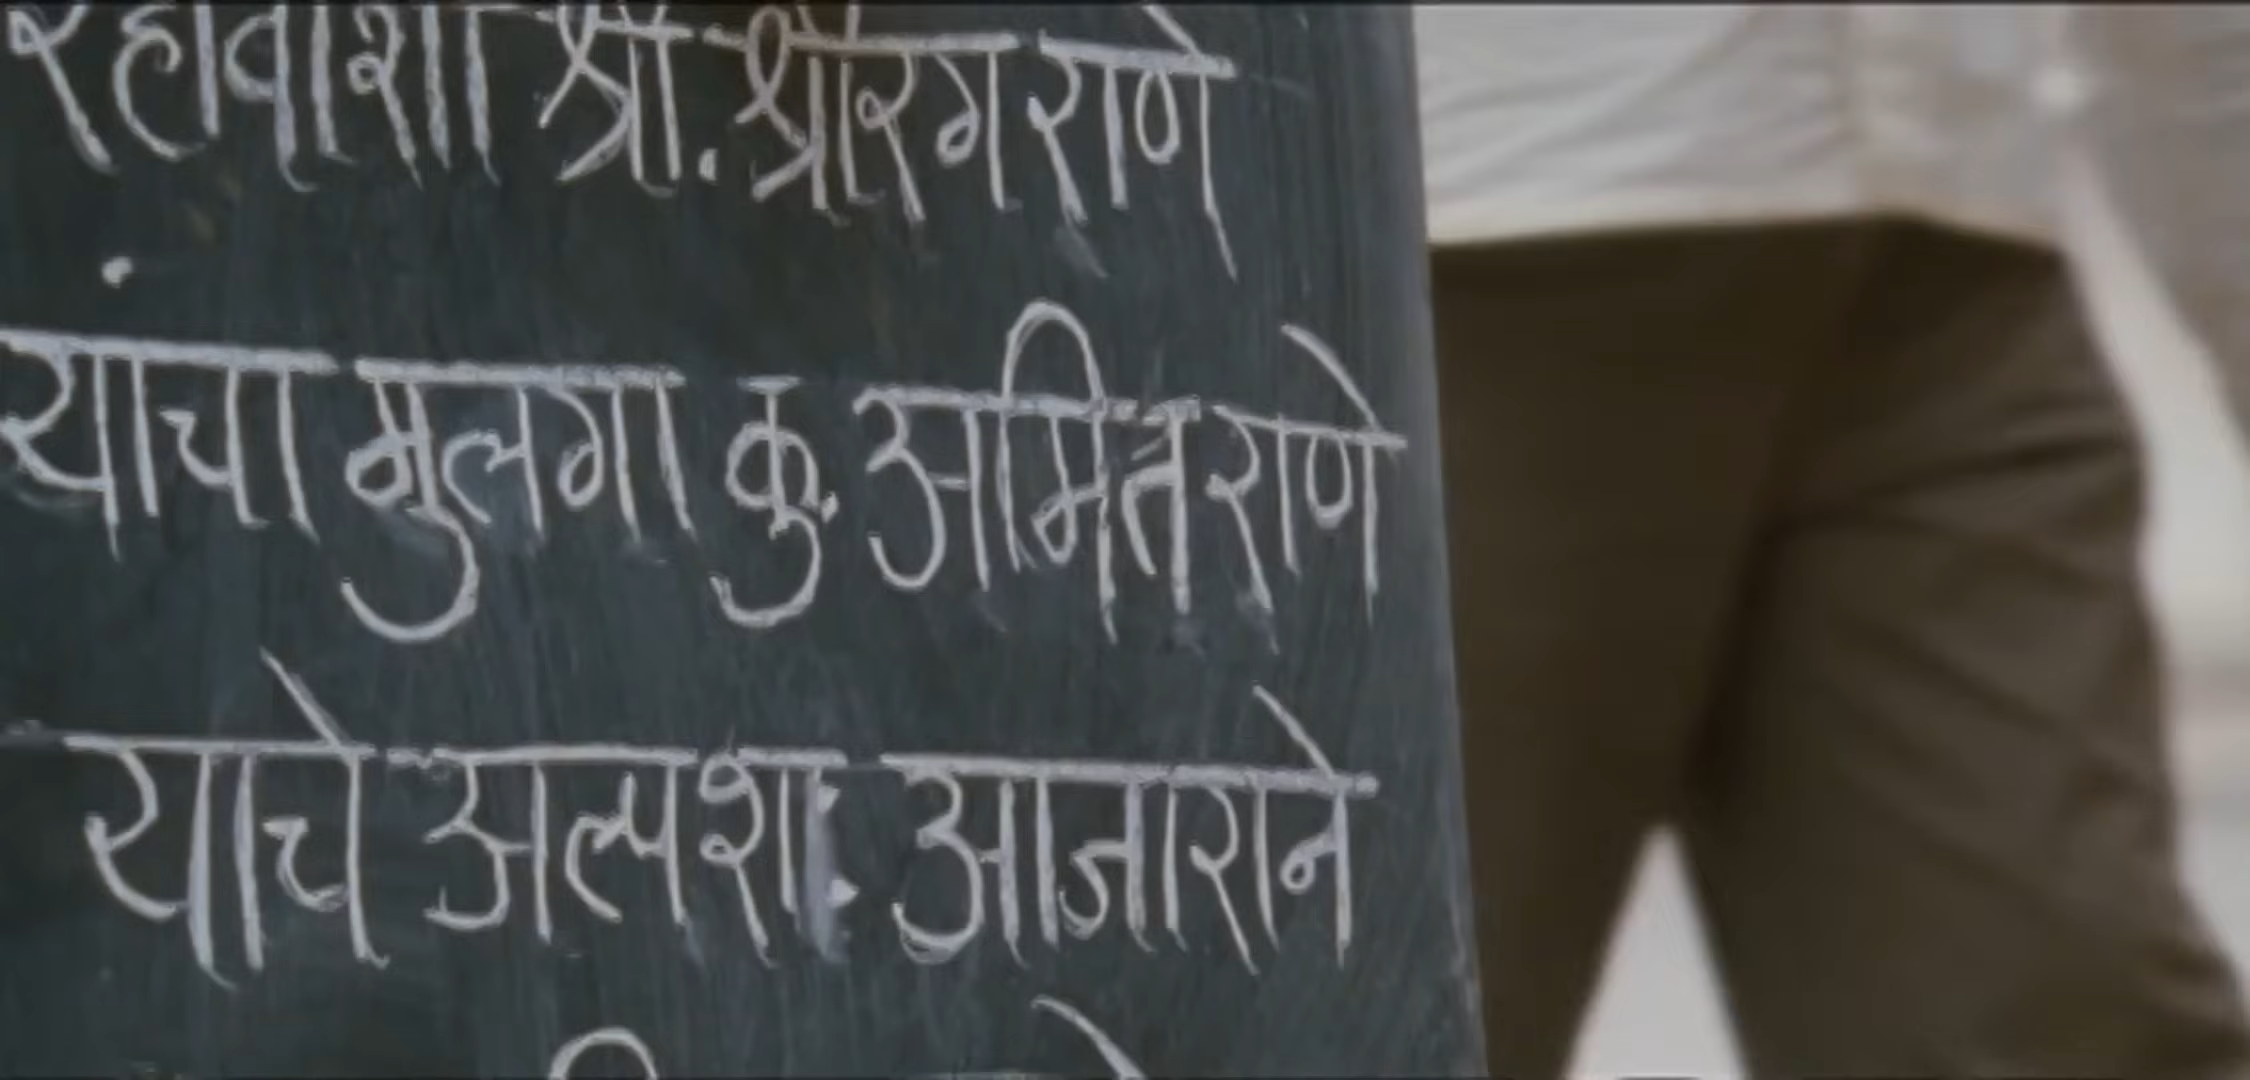 रहीवाशी श्री. श्रीरंग राणे
यांचा मुलगा कु. अमित राणे
याचे अल्पशा: आजाराने